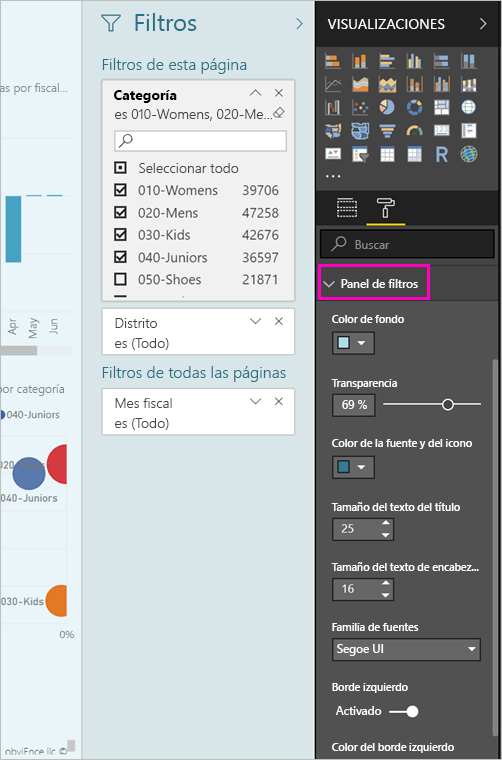 as por fiscal...
Apr
May
Jun
por categoría
040-Juniors
020
040-Juniors
030-Kids
0%
obviEnce llc ©
Filtros
Filtros de esta página
Categoría
es 010-Womens, 020-Me...
Seleccionar todo
010-Womens 39706
020-Mens 47258
030-Kids 42676
040-Juniors 36597
050-Shoes 21871
Distrito
es (Todo)
Filtros de todas las páginas
Mes fiscal
es (Todo)
VISUALIZACIONES
R
...
Buscar
Panel de filtros
Color de fondo
Transparencia
69 %
Color de la fuente y del icono
Tamaño del texto del título
25
Tamaño del texto de encabez...
16
Familia de fuentes
Segoe UI
Borde izquierdo
Activado
Color del borde izquierdo